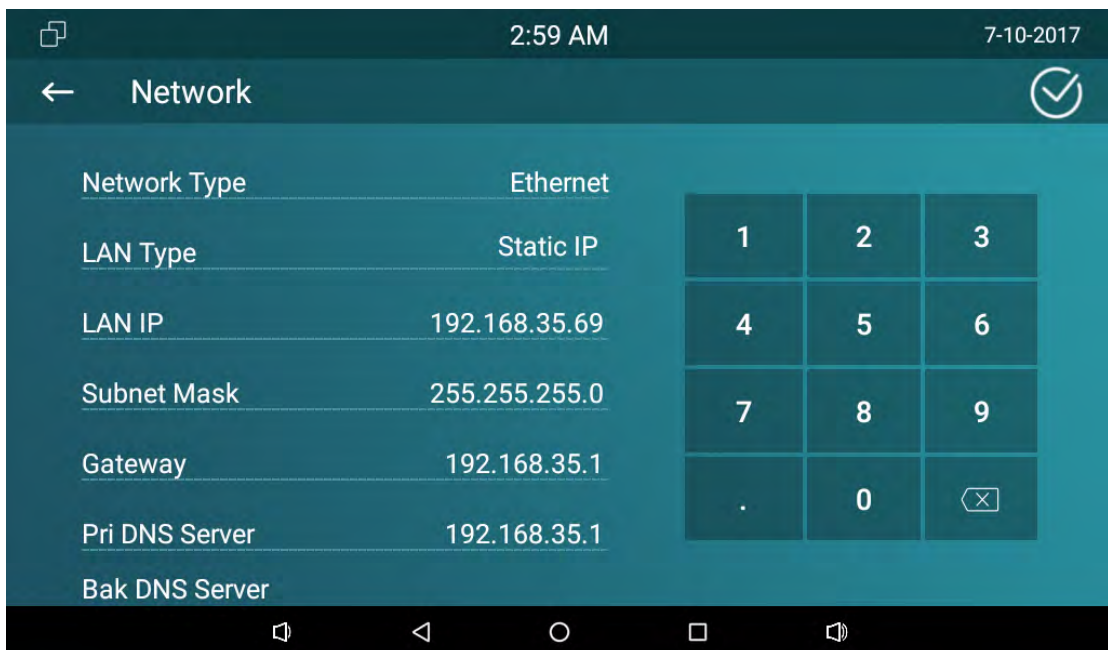 2:59 AM 7-10-2017
Network
Network Type Ethernet
LAN Type Static IP
LAN IP 192.168.35.69
Subnet Mask 255.255.255.0
Gateway 192.168.35.1
Pri DNS Server 192.168.35.1
Bak DNS Server
1 2 3
4 5 6
7 8 9
. 0